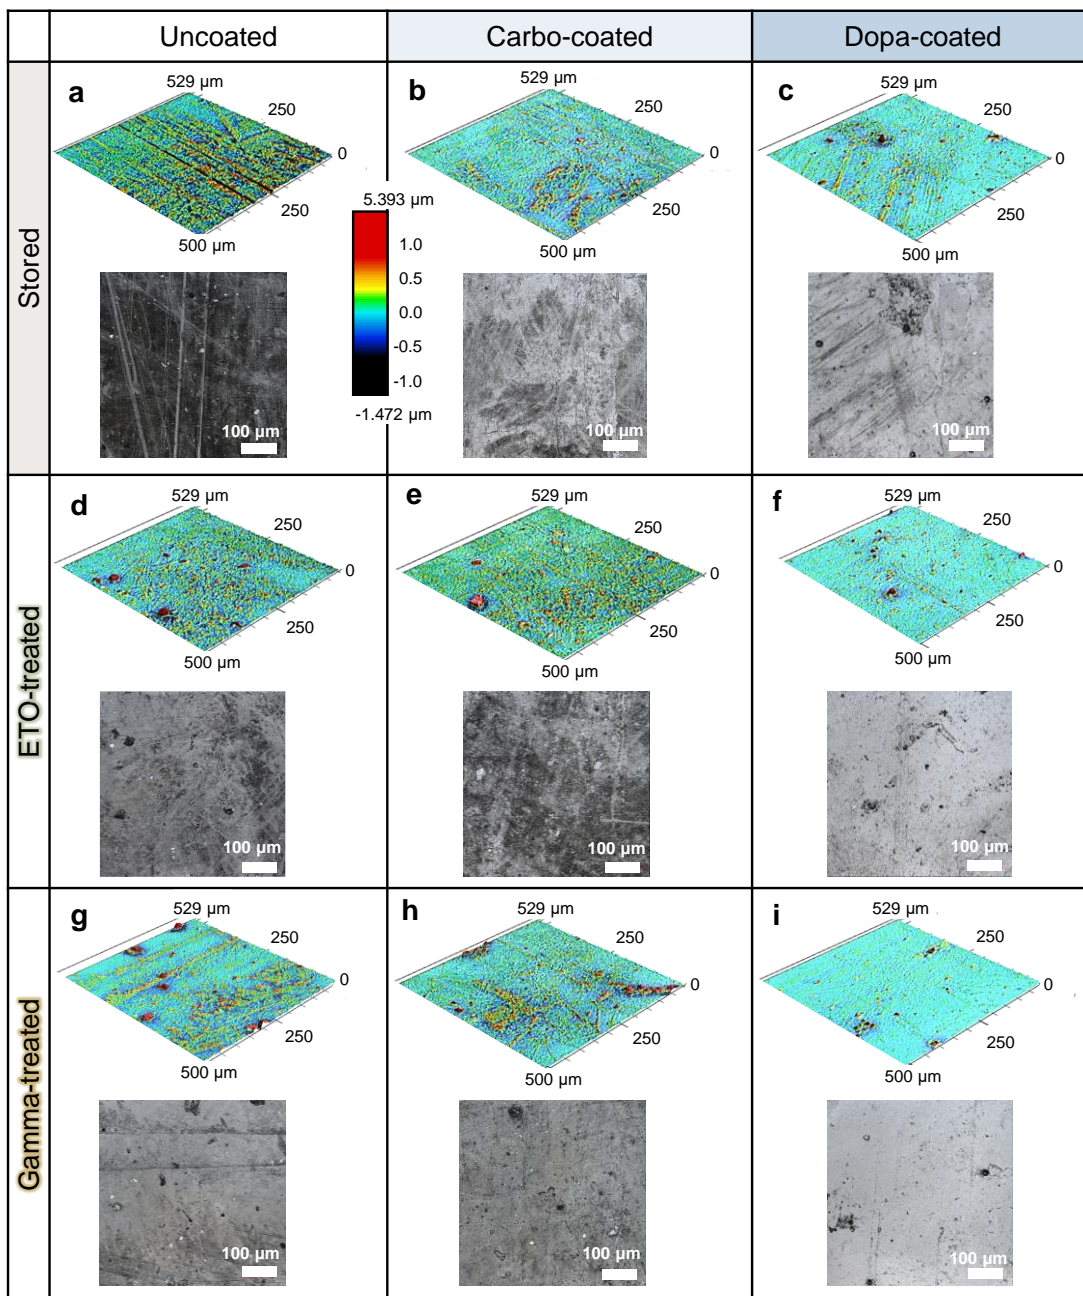 Uncoated
Carbo-coated
Dopa-coated
Stored
a
529 µm
250
0
250
500 µm
100 µm
5.393 µm
1.0
0.5
0.0
-0.5
-1.0
-1.472 µm
b
529 µm
250
0
250
500 µm
100 µm
c
529 µm
250
0
250
500 µm
100 µm
ETO-treated
d
529 µm
250
0
250
500 µm
100 µm
e
529 µm
250
0
250
500 µm
100 µm
f
529 µm
250
0
250
500 µm
100 µm
Gamma-treated
g
529 µm
250
0
250
500 µm
100 µm
h
529 µm
250
0
250
500 µm
100 µm
i
529 µm
250
0
250
500 µm
100 µm